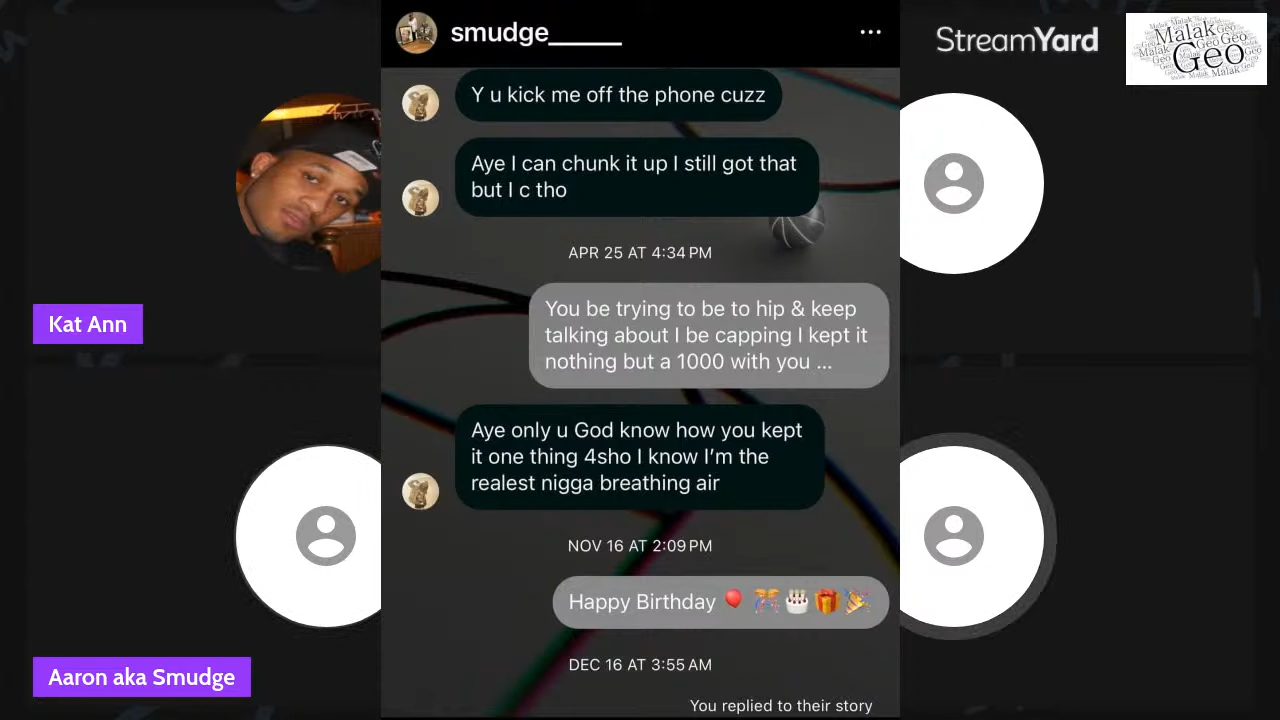 smudge_____
StreamYard
Malak
Geo
Y u kick me off the phone cuzz
Aye I can chunk it up I still got that
but I c tho
APR 25 AT 4:34 PM
You be trying to be to hip & keep
talking about I be capping I kept it
nothing but a 1000 with you ...
Aye only u God know how you kept
it one thing 4sho I know I'm the
realest nigga breathing air
NOV 16 AT 2:09 PM
Happy Birthday 🎈 🎊🎂🎁🎉
DEC 16 AT 3:55 AM
You replied to their story
Kat Ann
Aaron aka Smudge